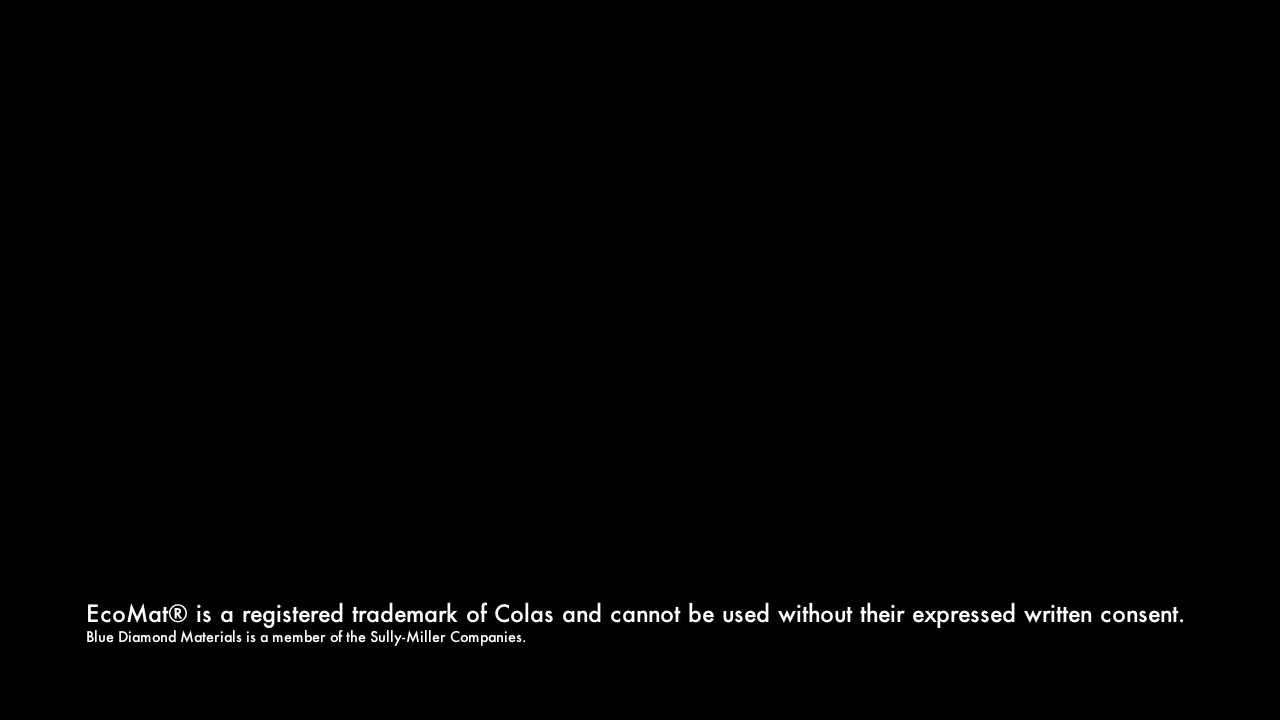 EcoMat® is a registered trademark of Colas and cannot be used without their expressed written consent.
Blue Diamond Materials is a member of the Sully-Miller Companies.